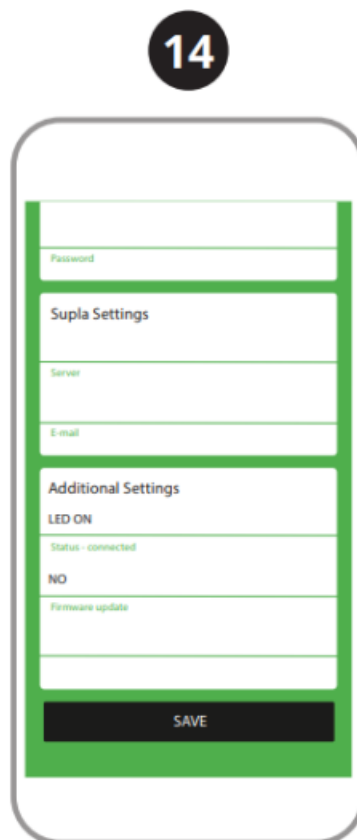 14
Password
Supla Settings
Server
E-mail
Additional Settings
LED ON
Status - connected
NO
Firmware update
SAVE